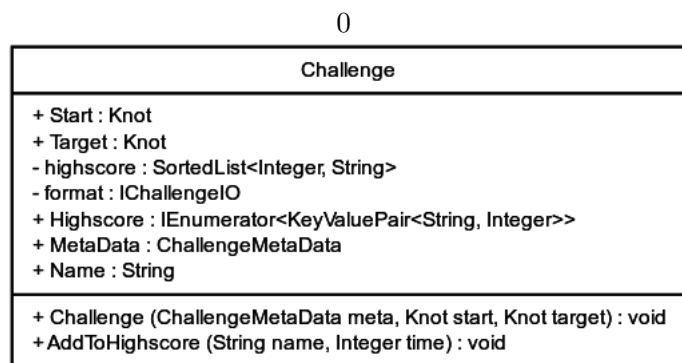 0
Challenge
+ Start : Knot
+ Target : Knot
- highscore : SortedList<Integer, String>
- format : IChallengeIO
+ Highscore : IEnumerator<KeyValuePair<String, Integer>>
+ MetaData : ChallengeMetaData
+ Name : String
+ Challenge (ChallengeMetaData meta, Knot start, Knot target) : void
+AddToHighscore (String name, Integer time) : void